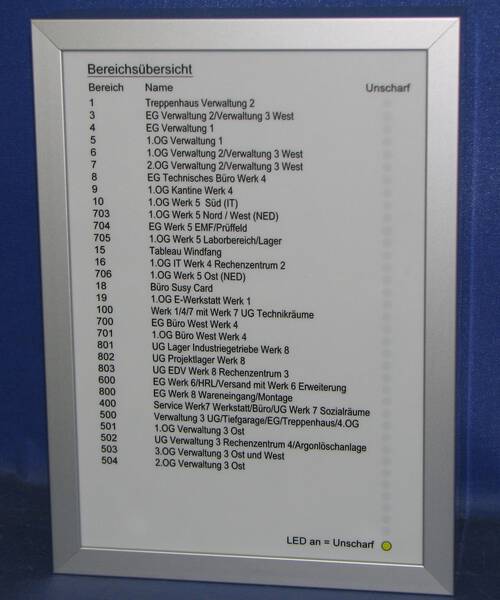 Bereichsübersicht
Bereich Name Unscharf
1 Treppenhaus Verwaltung 2
3 EG Verwaltung 2/Verwaltung 3 West
4 EG Verwaltung 1
5 1.OG Verwaltung 1
6 1.OG Verwaltung 2/Verwaltung 3 West
7 2.OG Verwaltung 2/Verwaltung 3 West
8 EG Technisches Büro Werk 4
9 1.OG Kantine Werk 4
10 1.OG Werk 5 Süd (IT)
703 1.OG Werk 5 Nord / West (NED)
704 EG Werk 5 EMF/Prüffeld
705 1.OG Werk 5 Laborbereich/Lager
15 Tableau Windfang
16 1.OG IT Werk 4 Rechenzentrum 2
706 1.OG Werk 5 Ost (NED)
18 Büro Susy Card
19 1.OG E-Werkstatt Werk 1
100 Werk 1/4/7 mit Werk 7 UG Technikräume
700 EG Büro West Werk 4
701 1.OG Büro West Werk 4
801 UG Lager Industriegetriebe Werk 8
802 UG Projektlager Werk 8
803 UG EDV Werk 8 Rechenzentrum 3
600 EG Werk 6/HRL/Versand mit Werk 6 Erweiterung
800 EG Werk 8 Wareneingang/Montage
400 Service Werk7 Werkstatt/Büro/UG Werk 7 Sozialräume
500 Verwaltung 3 UG/Tiefgarage/EG/Treppenhaus/4.OG
501 1.OG Verwaltung 3 Ost
502 UG Verwaltung 3 Rechenzentrum 4/Argonlöschanlage
503 3.OG Verwaltung 3 Ost und West
504 2.OG Verwaltung 3 Ost
LED an = Unscharf